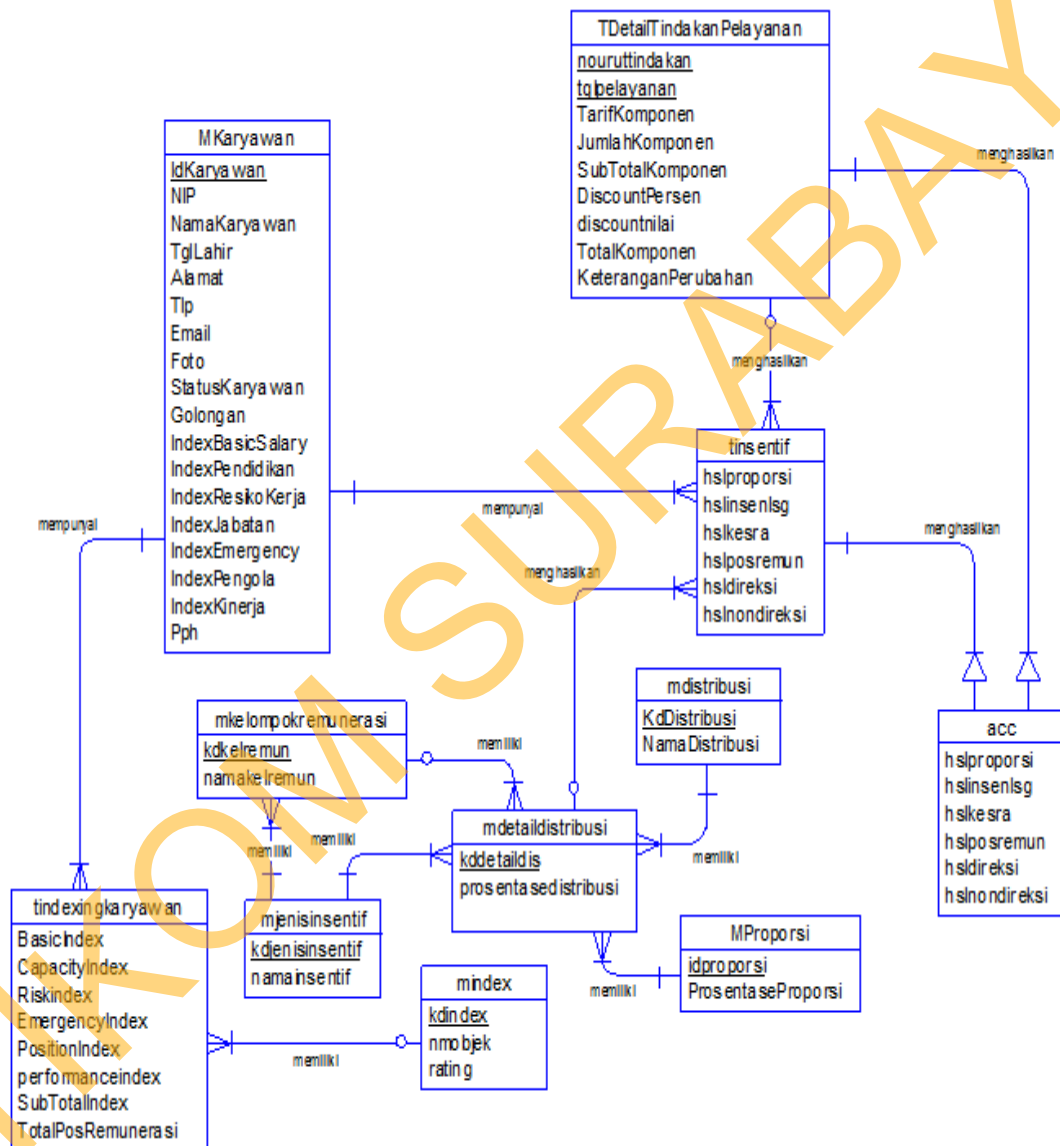 TDetailTindakanPelayanan
nouruttindakan
tglpelayanan
TarifKomponen
JumlahKomponen
SubTotalKomponen
DiscountPersen
discountnilai
TotalKomponen
KeteranganPerubahan
menghasilkan
menghasilkan
MKaryawan
IdKaryawan
NIP
NamaKaryawan
TglLahir
Alamat
Tlp
Email
Foto
StatusKaryawan
Golongan
IndexBasicSalary
IndexPendidikan
IndexResikoKerja
IndexJabatan
IndexEmergency
IndexPengola
IndexKinerja
Pph
mempunyai
mempunyai
tinsentif
hslproporsi
hslinsenlsg
hslkesra
hslposremun
hsldireksi
hslnondireksi
menghasilkan
menghasilkan
mkelompokremunerasi
kdkelremun
namakelremun
memiliki
mdistribusi
KdDistribusi
NamaDistribusi
acc
hslproporsi
hslinsenlsg
hslkesra
hslposremun
hsldireksi
hslnondireksi
memiliki
memiliki
mdetaildistribusi
kddetaildis
prosentasedistribusi
memiliki
tindexingkaryawan
BasicIndex
CapacityIndex
Riskindex
EmergencyIndex
PositionIndex
performanceindex
SubTotalIndex
TotalPosRemunerasi
mjenisinsentif
kdjenisinsentif
namainsentif
MProporsi
idproporsi
ProsentaseProporsi
memiliki
mindex
kdindex
nmobjek
rating
memiliki
IKOM SURABAY